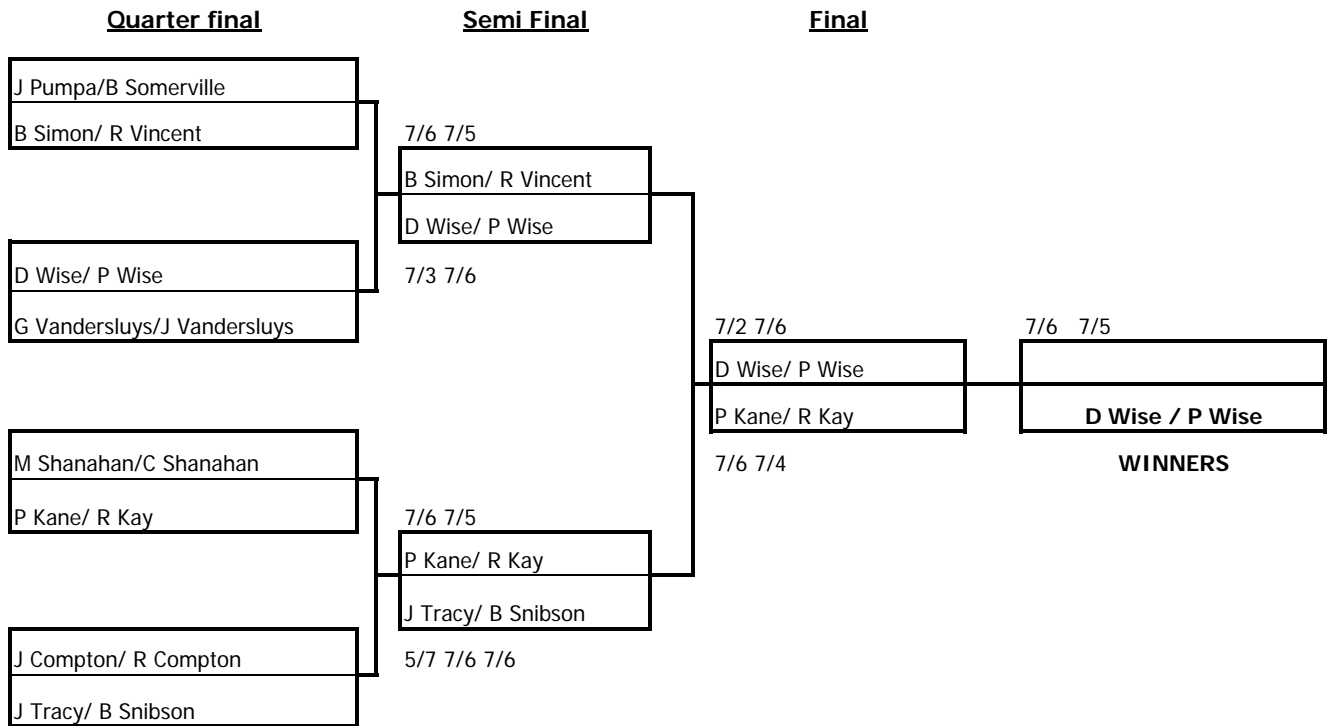 Quarter final Semi Final Final
J Pumpa/B Somerville
B Simon/ R Vincent
7/6 7/5
B Simon/ R Vincent
D Wise/ P Wise
D Wise/ P Wise
7/3 7/6
G Vandersluys/J Vandersluys
7/2 7/6
7/6 7/5
D Wise/ P Wise
P Kane/ R Kay
D Wise / P Wise
M Shanahan/C Shanahan
7/6 7/4
WINNERS
P Kane/ R Kay
7/6 7/5
P Kane/ R Kay
J Tracy/ B Snibson
J Compton/ R Compton
5/7 7/6 7/6
J Tracy/ B Snibson